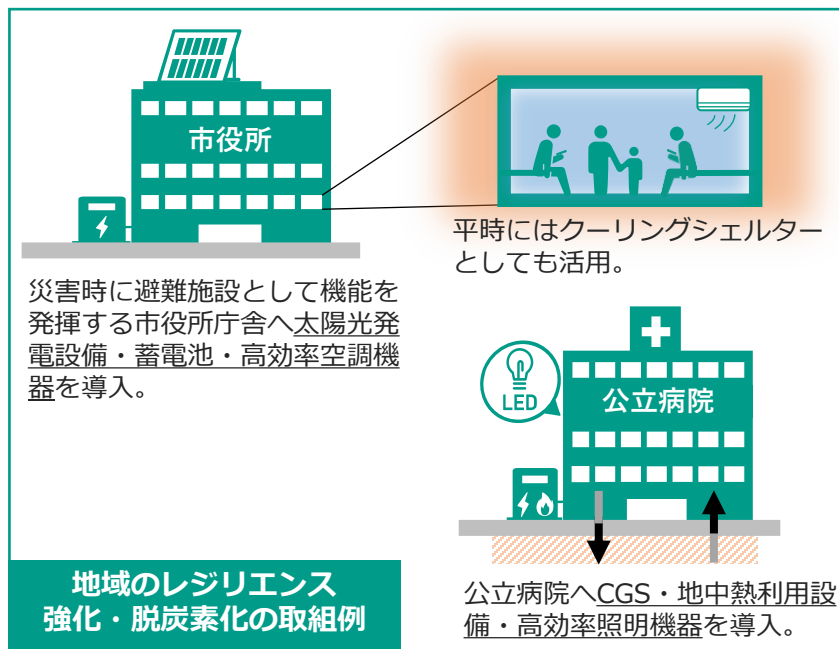 市役所
平時にはクーリングシェルター
としても活用。
災害時に避難施設として機能を
発揮する市役所庁舎へ太陽光発
電設備・蓄電池・高効率空調機
器を導入。
LED
公立病院
公立病院へCGS・地中熱利用設
備・高効率照明機器を導入。
地域のレジリエンス
強化・脱炭素化の取組例